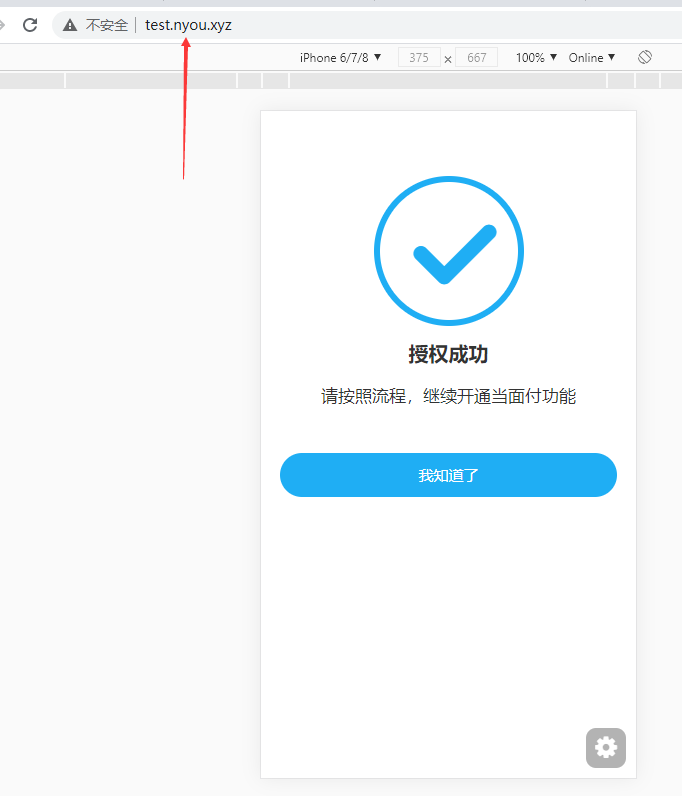 不安全 test.nyou.xyz
iPhone 6/7/8 ▼ 375 × 667 100% ▼ Online ▼
授权成功
请按照流程，继续开通当面付功能
我知道了